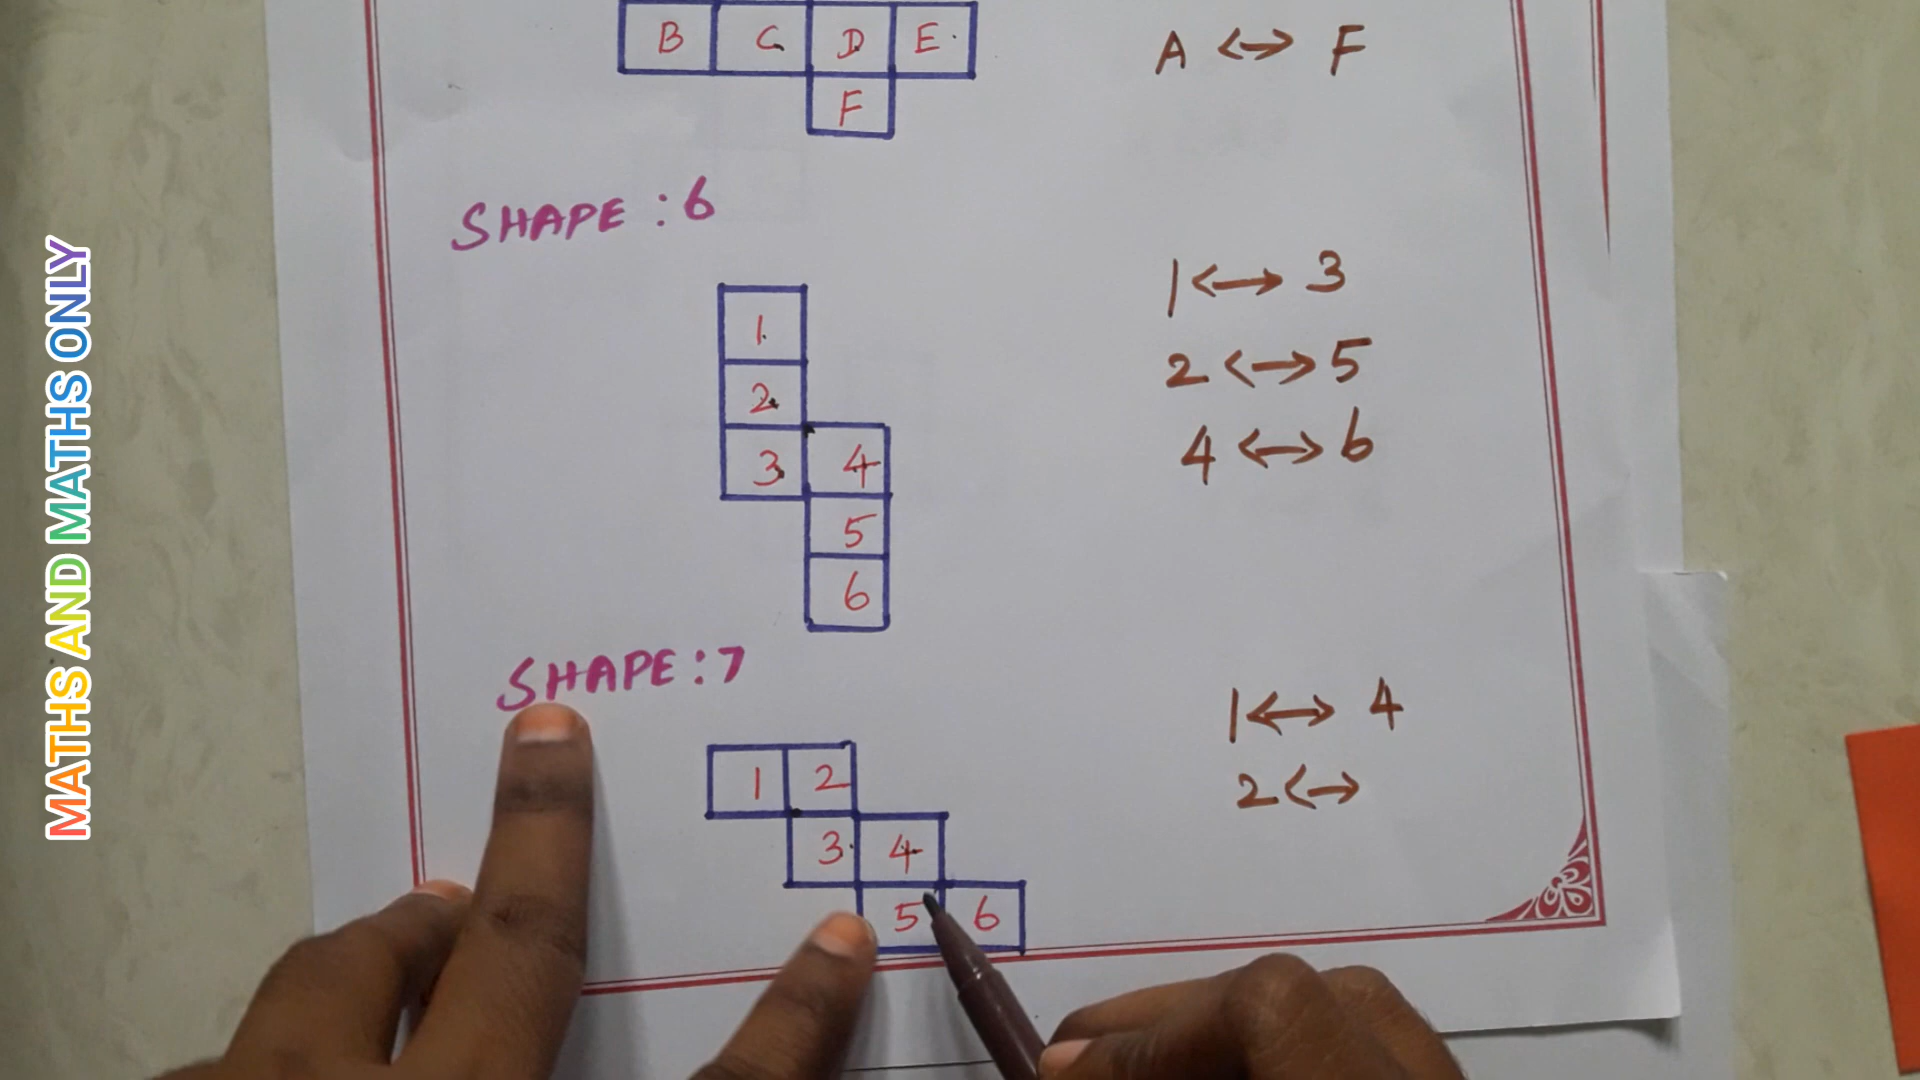 B C D E
F
A ↔ F
SHAPE : 6
1
2
3 4
5
6
1 ↔ 3
2 ↔ 5
4 ↔ 6
SHAPE : 7
1 2
3 4
5 6
1 ↔ 4
2 ↔
MATHS AND MATHS ONLY